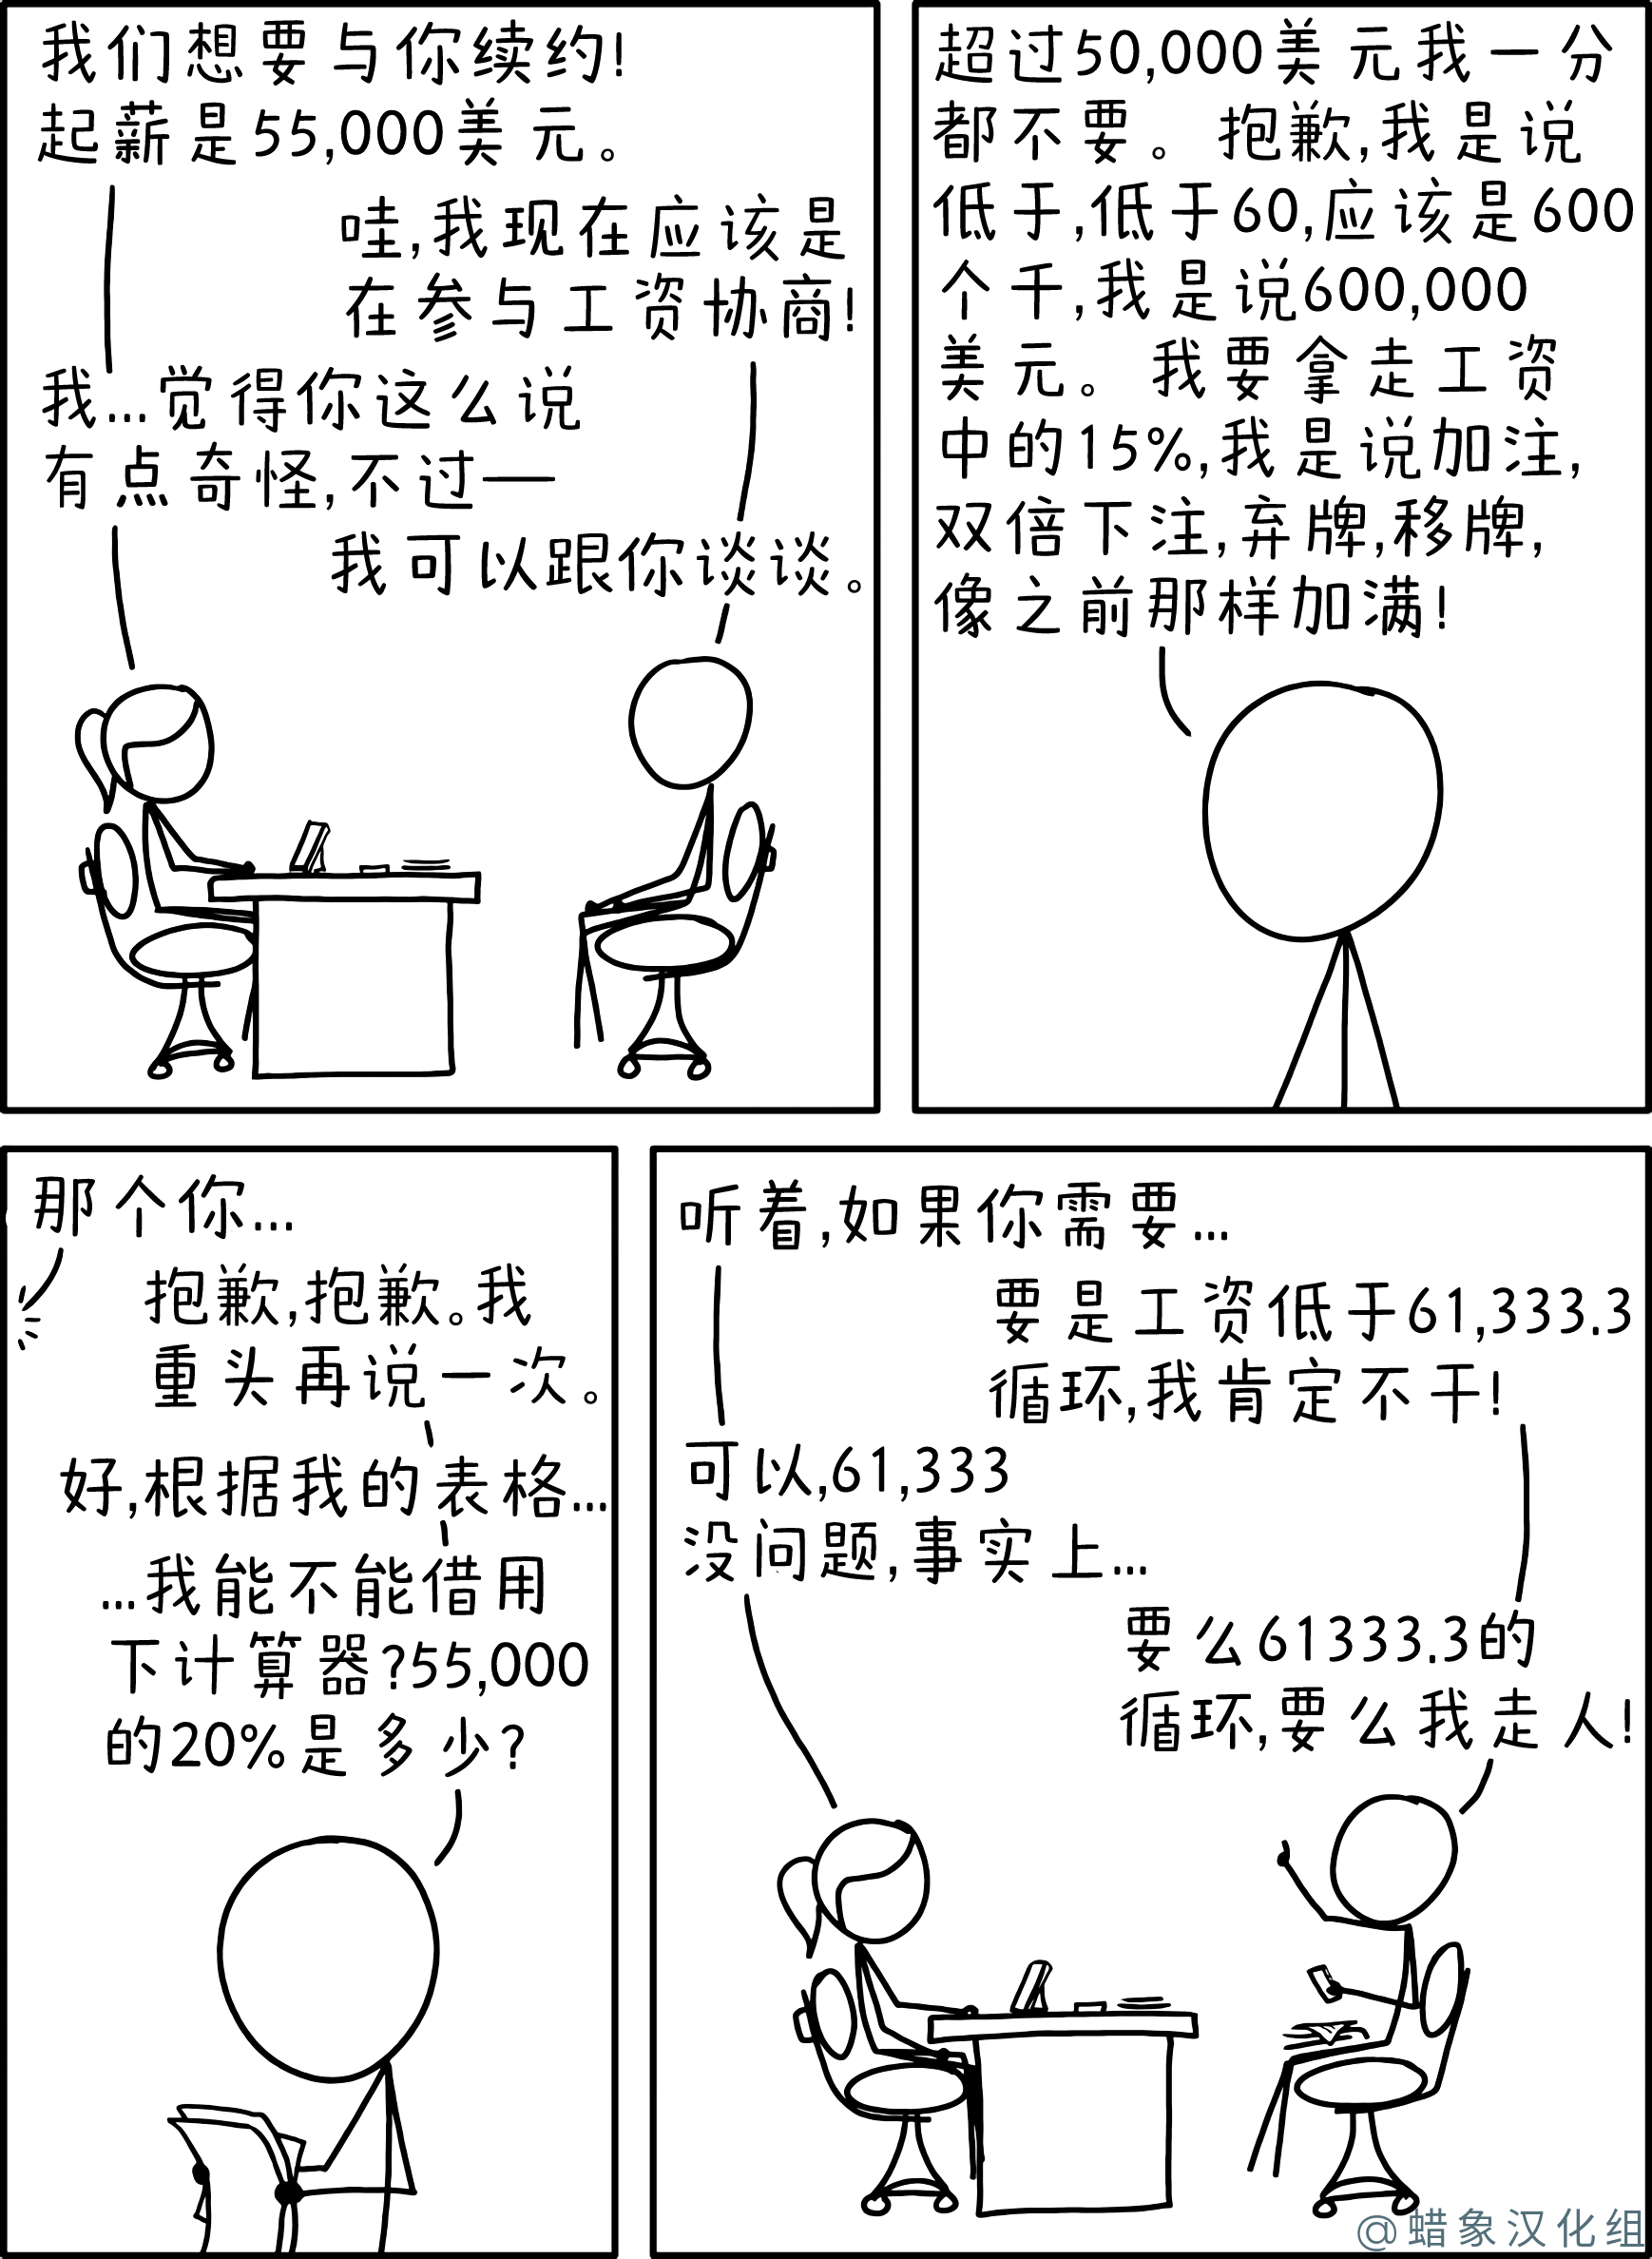 我们想要与你续约!
起薪是55,000美元。
哇,我现在应该是
在参与工资协商!
我...觉得你这么说
有点奇怪,不过——
我可以跟你谈谈。
超过50,000美元我一分
都不要。抱歉,我是说
低于,低于60,应该是600
个千,我是说600,000
美元。我要拿走工资
中的15%,我是说加注,
双倍下注,弃牌,移牌,
像之前那样加满!
那个你...
抱歉,抱歉。我
重头再说一次。
好,根据我的表格...
...我能不能借用
下计算器?55,000
的20%是多少?
听着,如果你需要...
要是工资低于61,333.3
循环,我肯定不干!
可以,61,333
没问题,事实上...
要么61333.3的
循环,要么我走人!
@蜡象汉化组